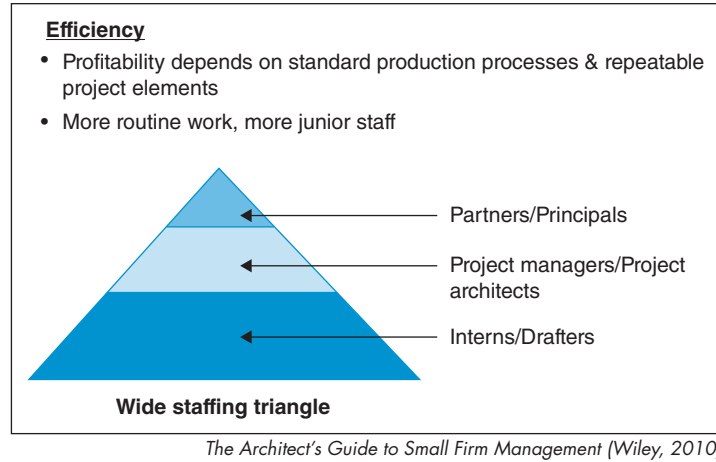 Efficiency
• Profitability depends on standard production processes & repeatable
project elements
• More routine work, more junior staff
Partners/Principals
Project managers/Project
architects
Interns/Drafters
Wide staffing triangle
The Architect's Guide to Small Firm Management (Wiley, 2010)